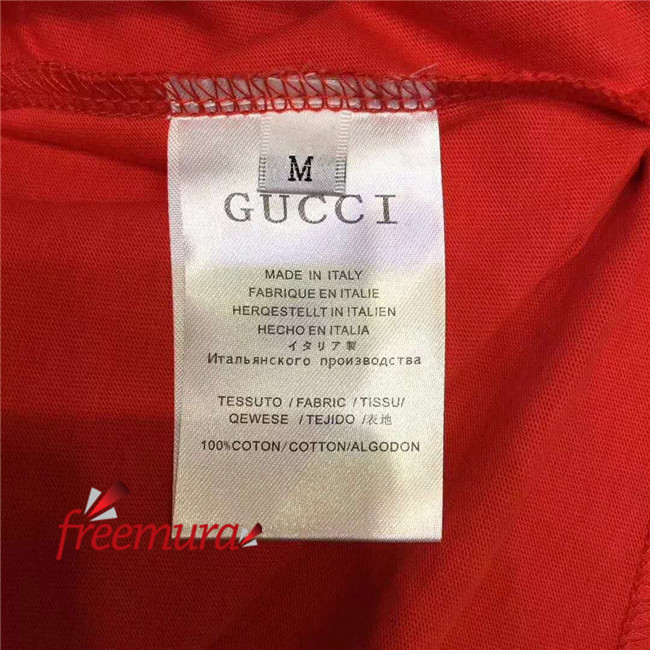 M
GUCCI
MADE IN ITALY
FABRIQUE EN ITALIE
HERQESTELLT IN ITALIEN
HECHO EN ITALIA
イタリア製
Итальянского производства
TESSUTO / FABRIC / TISSU/
QEWESE / TEJIDO /表地
100%COTON/COTTON/ALGODON
freemura